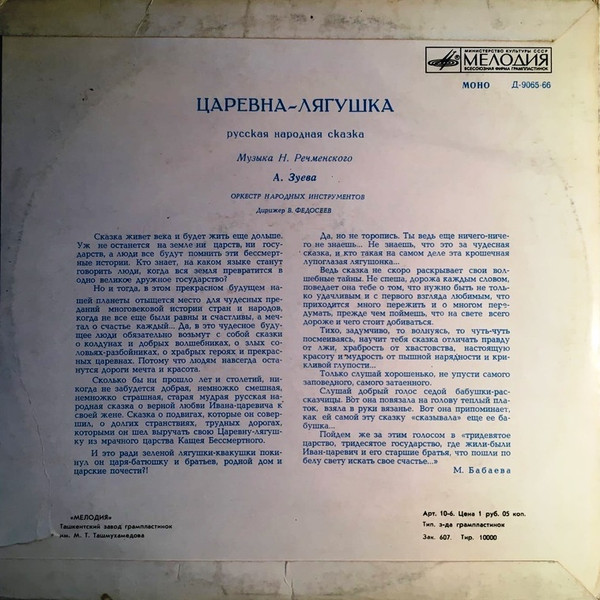 МИНИСТЕРСТВО КУЛЬТУРЫ СССР
МЕЛОДИЯ
ВСЕСОЮЗНАЯ ФИРМА ГРАМПЛАСТИНОК
МОНО Д-9065-66
ЦАРЕВНА-ЛЯГУШКА
русская народная сказка
Музыка Н. Речменского
А. Зуева
ОРКЕСТР НАРОДНЫХ ИНСТРУМЕНТОВ
Дирижер В. ФЕДОСЕЕВ
Сказка живет века и будет жить еще дольше.
Уж не останется на земле ни царств, ни госу-
дарств, а люди все будут помнить эти бессмерт-
ные истории. Кто знает, на каком языке станут
говорить люди, когда вся земля превратится в
одно великое дружное государство?
Но и тогда, в этом прекрасном будущем на-
шей планеты отыщется место для чудесных пре-
даний многовековой истории стран и народов,
когда не все еще были равны и счастливы, а меч-
тал о счастье каждый... Да, в это чудесное буду-
щее люди обязательно возьмут с собой сказки
о колдунах и добрых волшебниках, о злых со-
ловьях-разбойниках, о храбрых героях и прекрас-
ных царевнах. Потому что людям навсегда оста-
нутся дороги мечта и красота.
Сколько бы ни прошло лет и столетий, ни-
когда не забудется добрая, немножко смешная,
немножко страшная, старая мудрая русская на-
родная сказка о верной любви Ивана-царевича к
своей жене. Сказка о подвигах, которые он совер-
шил, о долгих странствиях, трудных дорогах,
которыми он шел выручать свою Царевну-лягуш-
ку из мрачного царства Кащея Бессмертного.
И это ради зеленой лягушки-квакушки поки-
нул он царя-батюшку и братьев, родной дом и
царские почести?!
Да, но не торопись. Ты ведь еще ничего-ниче-
го не знаешь... Не знаешь, что это за чудесная
сказка, и кто такая на самом деле эта крошечная
лупоглазая лягушонка...
Ведь сказка не скоро раскрывает свои вол-
шебные тайны. Не спеша, дорожа каждым словом,
поведает она тебе о том, что нужно быть не толь-
ко удачливым и с первого взгляда любимым, что
приходится много пережить и о многом пере-
думать, прежде чем поймешь, что на свете всего
дороже и чего стоит добиваться.
Тихо, задумчиво, то волнуясь, то чуть-чуть
посмеиваясь, научит тебя сказка отличать правду
от лжи, храбрость от хвастовства, настоящую
красоту и мудрость от пышной нарядности и кри-
кливой глупости...
Только слушай хорошенько, не упусти самого
заповедного, самого затаенного.
Слушай добрый голос седой бабушки-рас-
сказчицы. Вот она повязала на голову теплый пла-
ток, взяла в руки вязанье. Вот она припоминает,
как ей самой эту сказку «сказывала» еще ее ба-
бушка...
Пойдем же за этим голосом в «тридевятое
царство, тридесятое государство, где жили-были
Иван-царевич и его старшие братья, что пошли по
белу свету искать свое счастье...»
М. Бабаева
«МЕЛОДИЯ»
Ташкентский завод грампластинок
им. М. Т. Ташмухамедова
Арт. 10-6. Цена 1 руб. 05 коп.
Тип. з-да грампластинок
Зак. 607. Тир. 10000